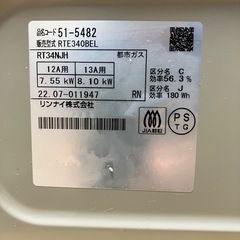 品名コード 51-5482
販売型式 RTE340BEL
RT34NJH 都市ガス
12A用 13A用
7.55 kW 8.10 kW
22.07-011947 RN
リンナイ株式会社
区分名 C
効率 56.3 %
区分名 J
効率 180 Wh
JIA認証
PS
TG